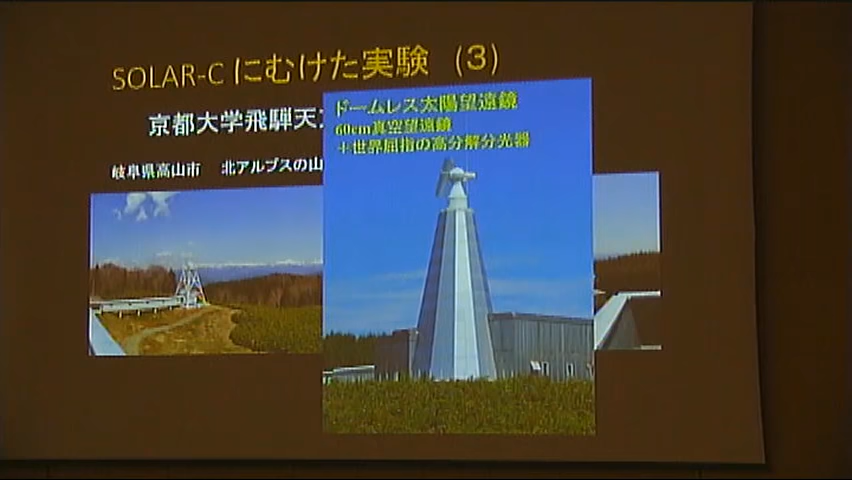 SOLAR-C にむけた実験 (3)
京都大学飛騨天
岐阜県高山市 北アルプスの山
ドームレス太陽望遠鏡
60cm真空望遠鏡
+世界屈指の高分解分光器